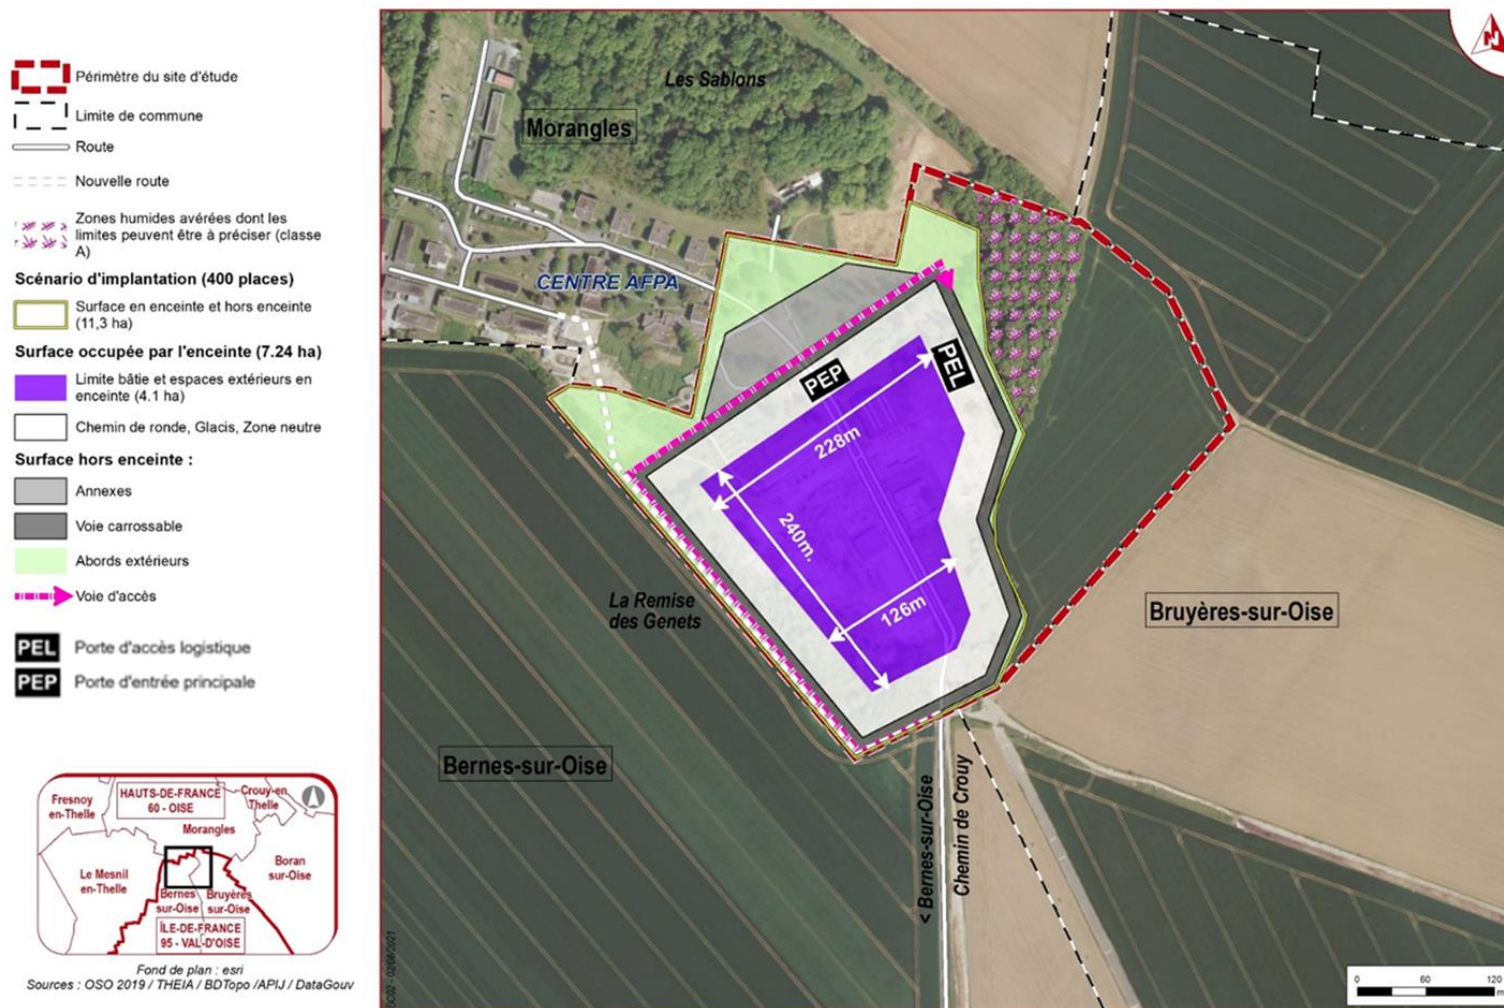 Périmètre du site d'étude
Limite de commune
Route
Nouvelle route
Zones humides avérées dont les
limites peuvent être à préciser (classe
A)
Scénario d'implantation (400 places)
Surface en enceinte et hors enceinte
(11,3 ha)
Surface occupée par l'enceinte (7.24 ha)
Limite bâtie et espaces extérieurs en
enceinte (4.1 ha)
Chemin de ronde, Glacis, Zone neutre
Surface hors enceinte :
Annexes
Voie carrossable
Abords extérieurs
Voie d'accès
PEL Porte d'accès logistique
PEP Porte d'entrée principale
Fresnoy
en-Thelle
HAUTS-DE-FRANCE
60 - OISE
Crouy-en
Thelle
Morangles
Le Mesnil
en-Thelle
Boran
sur-Oise
Bernes
sur-Oise
Bruyères
sur-Oise
ÎLE-DE-FRANCE
95 - VAL-D'OISE
Fond de plan : esri
Sources : OSO 2019 / THEIA / BDTopo /APIJ / DataGouv
N
Les Sablons
Morangles
CENTRE AFPA
PEP
PEL
228m
240m.
126m
La Remise
des Genets
Bruyères-sur-Oise
Bernes-sur-Oise
< Bernes-sur-Oise
Chemin de Crouy
02/08/2021
0 60 120
m